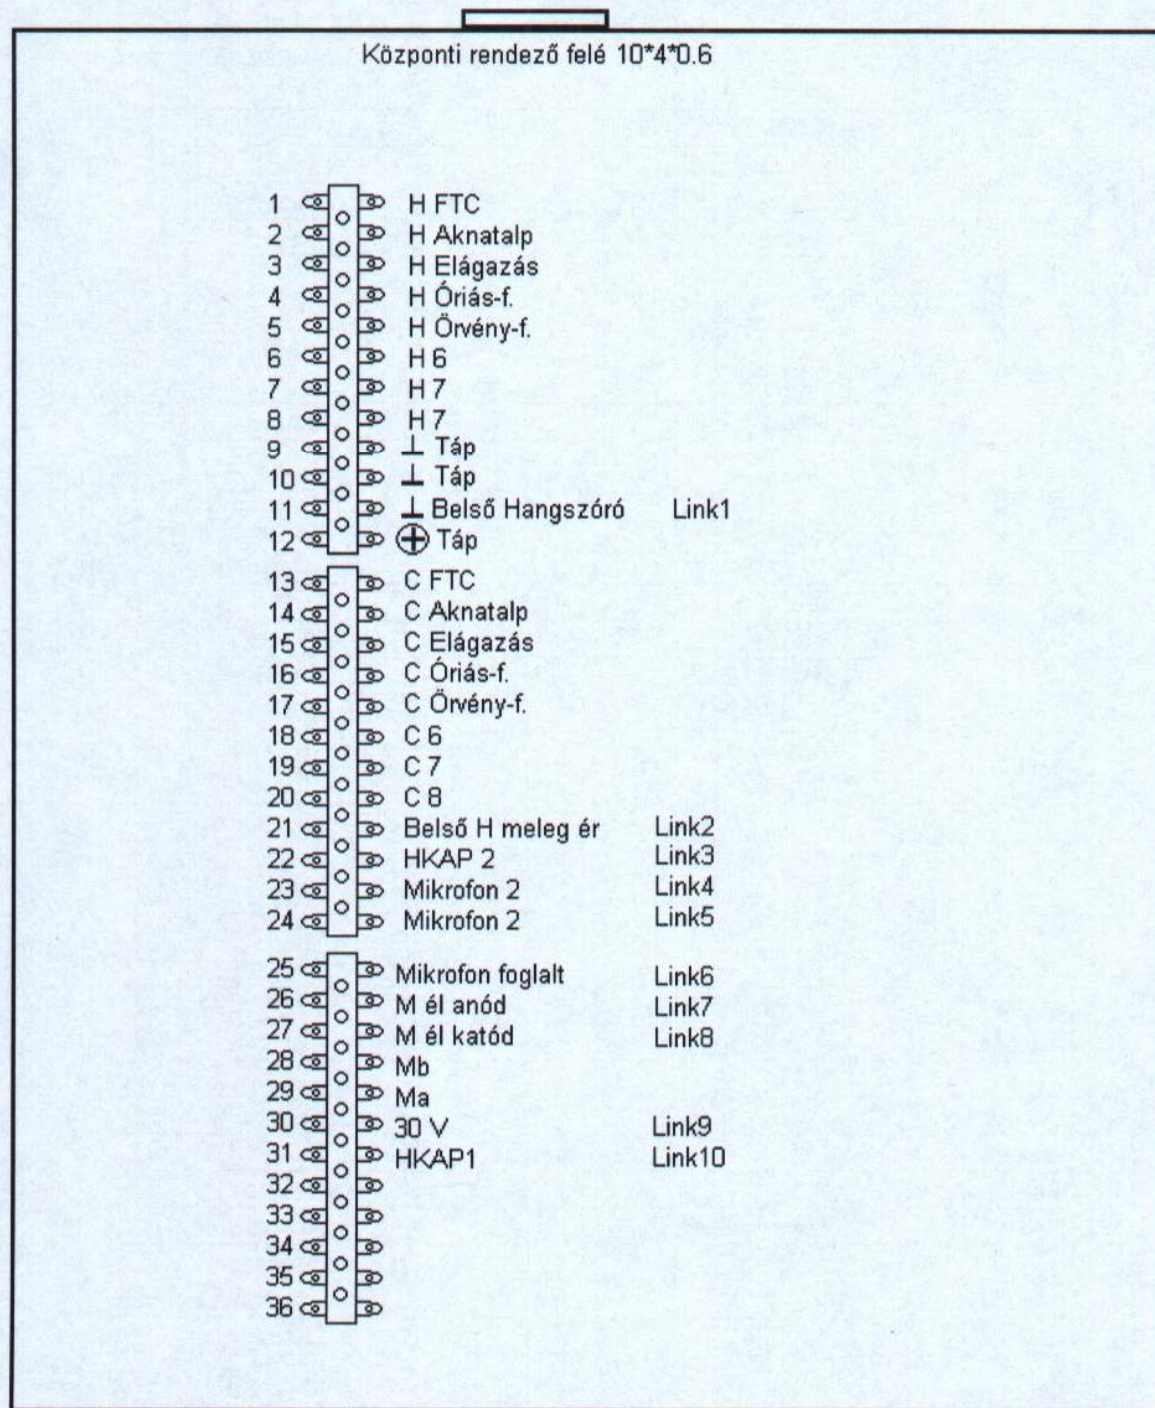 Központi rendező felé 10*4*0.6
1 H FTC
2 H Aknatalp
3 H Elágazás
4 H Óriás-f.
5 H Örvény-f.
6 H 6
7 H 7
8 H 7
9 ⊥ Táp
10 ⊥ Táp
11 ⊥ Belső Hangszóró Link1
12 ⊕ Táp
13 C FTC
14 C Aknatalp
15 C Elágazás
16 C Óriás-f.
17 C Örvény-f.
18 C 6
19 C 7
20 C 8
21 Belső H meleg ér Link2
22 HKAP 2 Link3
23 Mikrofon 2 Link4
24 Mikrofon 2 Link5
25 Mikrofon foglalt Link6
26 M él anód Link7
27 M él katód Link8
28 Mb
29 Ma
30 30 V Link9
31 HKAP1 Link10
32
33
34
35
36